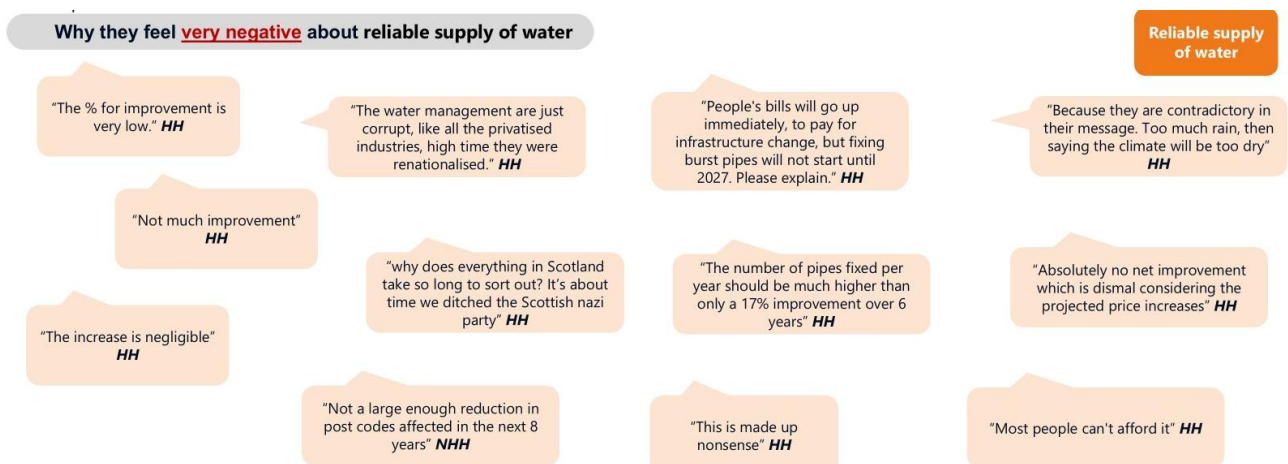 Why they feel very negative about reliable supply of water
Reliable supply
of water
“The % for improvement is
very low.” HH
“The water management are just
corrupt, like all the privatised
industries, high time they were
renationalised.” HH
“People's bills will go up
immediately, to pay for
infrastructure change, but fixing
burst pipes will not start until
2027. Please explain.” HH
“Because they are contradictory in
their message. Too much rain, then
saying the climate will be too dry”
HH
“Not much improvement”
HH
“why does everything in Scotland
take so long to sort out? It’s about
time we ditched the Scottish nazi
party” HH
“The number of pipes fixed per
year should be much higher than
only a 17% improvement over 6
years” HH
“Absolutely no net improvement
which is dismal considering the
projected price increases” HH
“The increase is negligible”
HH
“Not a large enough reduction in
post codes affected in the next 8
years” NHH
“This is made up
nonsense” HH
“Most people can't afford it” HH